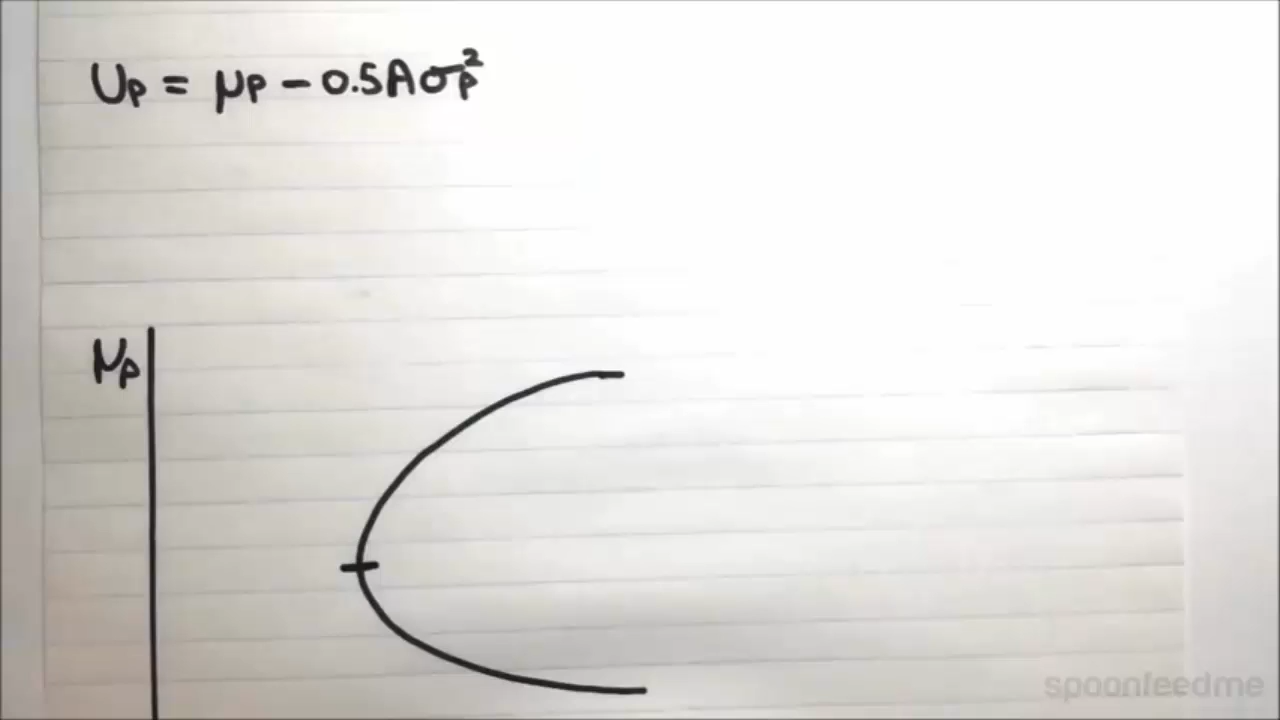 Up = μp - 0.5Aσp²
μp
spoonfeedme